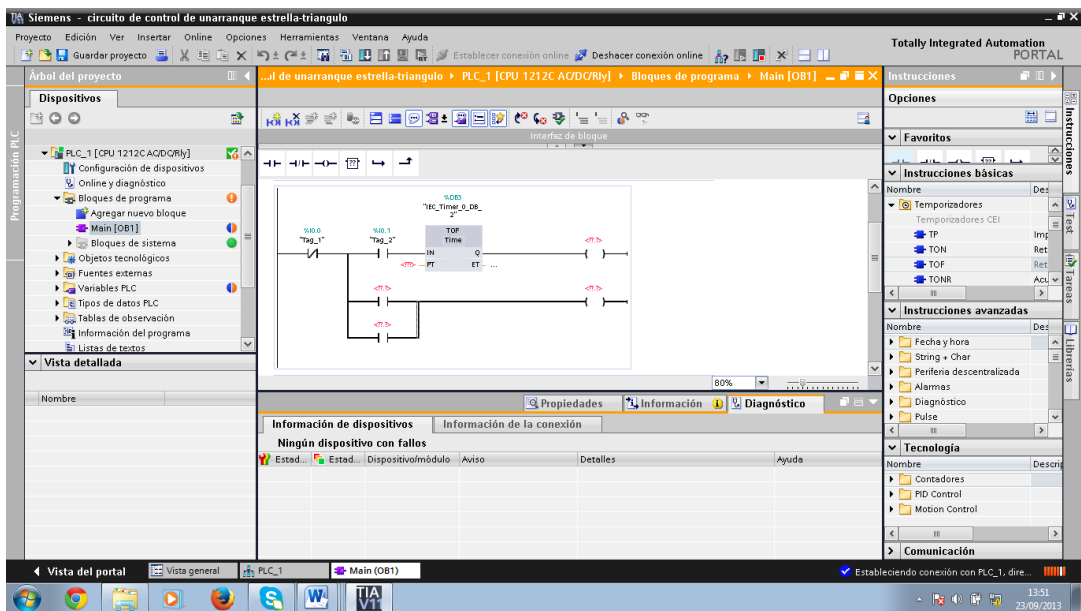 Siemens - circuito de control de unarranque estrella-triangulo
Proyecto Edición Ver Insertar Online Opciones Herramientas Ventana Ayuda
Guardar proyecto
Establecer conexión online
Deshacer conexión online
Totally Integrated Automation
PORTAL
Árbol del proyecto
...ol de unarranque estrella-triangulo PLC_1 [CPU 1212C AC/DC/Rly] Bloques de programa Main [OB1]
Instrucciones
Dispositivos
Opciones
Programación PLC
PLC_1 [CPU 1212C AC/DC/Rly]
Configuración de dispositivos
Online y diagnóstico
Bloques de programa
Agregar nuevo bloque
Main [OB1]
Bloques de sistema
Objetos tecnológicos
Fuentes externas
Variables PLC
Tipos de datos PLC
Tablas de observación
Información del programa
Listas de textos
Vista detallada
Nombre
Interfaz de bloque
%DB3
"IEC_Timer_0_DB_
2"
%I0.0
"Tag_1"
%I0.1
"Tag_2"
TOF
Time
IN Q
PT ET ...
<??.?>
<???>
<??.?>
<??.?>
<??.?>
80%
Propiedades
Información
Diagnóstico
Información de dispositivos
Información de la conexión
Ningún dispositivo con fallos
Estad... Estad... Dispositivo/módulo Aviso Detalles Ayuda
Favoritos
Instrucciones básicas
Nombre Des
Temporizadores
Temporizadores CEI
TP Imp
TON Ret
TOF Ret
TONR Acu
Instrucciones avanzadas
Nombre Des
Fecha y hora
String + Char
Periferia descentralizada
Alarmas
Diagnóstico
Pulse
Tecnología
Nombre Descrip
Contadores
PID Control
Motion Control
Comunicación
Instrucciones
Test
Tareas
Librerías
Vista del portal
Vista general
PLC_1
Main (OB1)
Estableciendo conexión con PLC_1, dire...
TIA
V11
13:51
23/09/2013